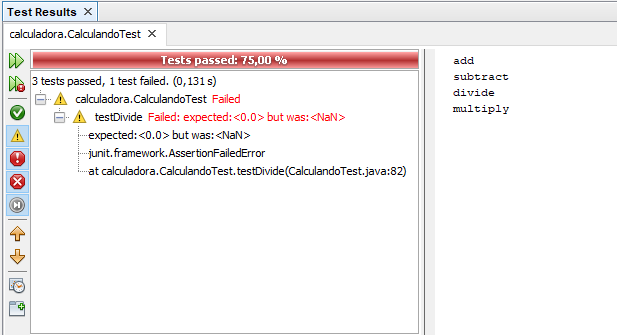 Test Results
calculadora.CalculandoTest
Tests passed: 75,00 %
3 tests passed, 1 test failed. (0,131 s)
calculadora.CalculandoTest Failed
testDivide Failed: expected:<0.0> but was:<NaN>
expected:<0.0> but was:<NaN>
junit.framework.AssertionFailedError
at calculadora.CalculandoTest.testDivide(CalculandoTest.java:82)
add
subtract
divide
multiply